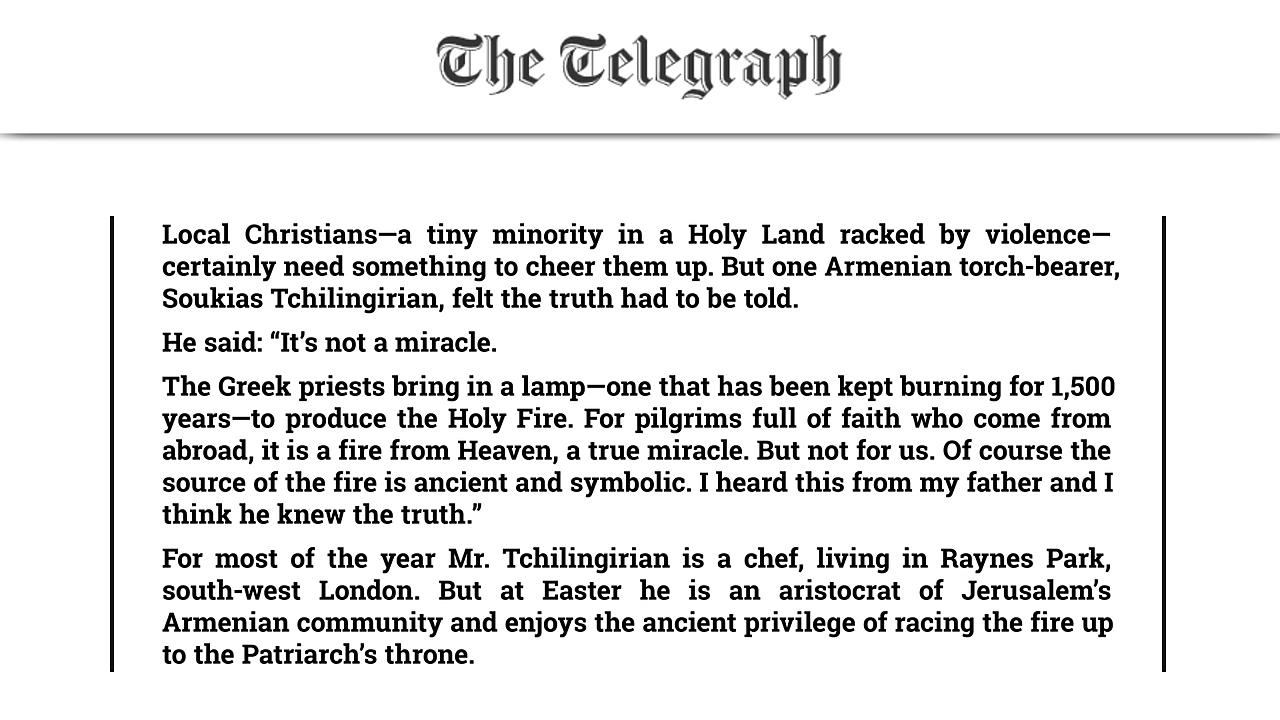 The Telegraph
Local Christians—a tiny minority in a Holy Land racked by violence—
certainly need something to cheer them up. But one Armenian torch-bearer,
Soukias Tchilingirian, felt the truth had to be told.
He said: “It’s not a miracle.
The Greek priests bring in a lamp—one that has been kept burning for 1,500
years—to produce the Holy Fire. For pilgrims full of faith who come from
abroad, it is a fire from Heaven, a true miracle. But not for us. Of course the
source of the fire is ancient and symbolic. I heard this from my father and I
think he knew the truth.”
For most of the year Mr. Tchilingirian is a chef, living in Raynes Park,
south-west London. But at Easter he is an aristocrat of Jerusalem’s
Armenian community and enjoys the ancient privilege of racing the fire up
to the Patriarch’s throne.